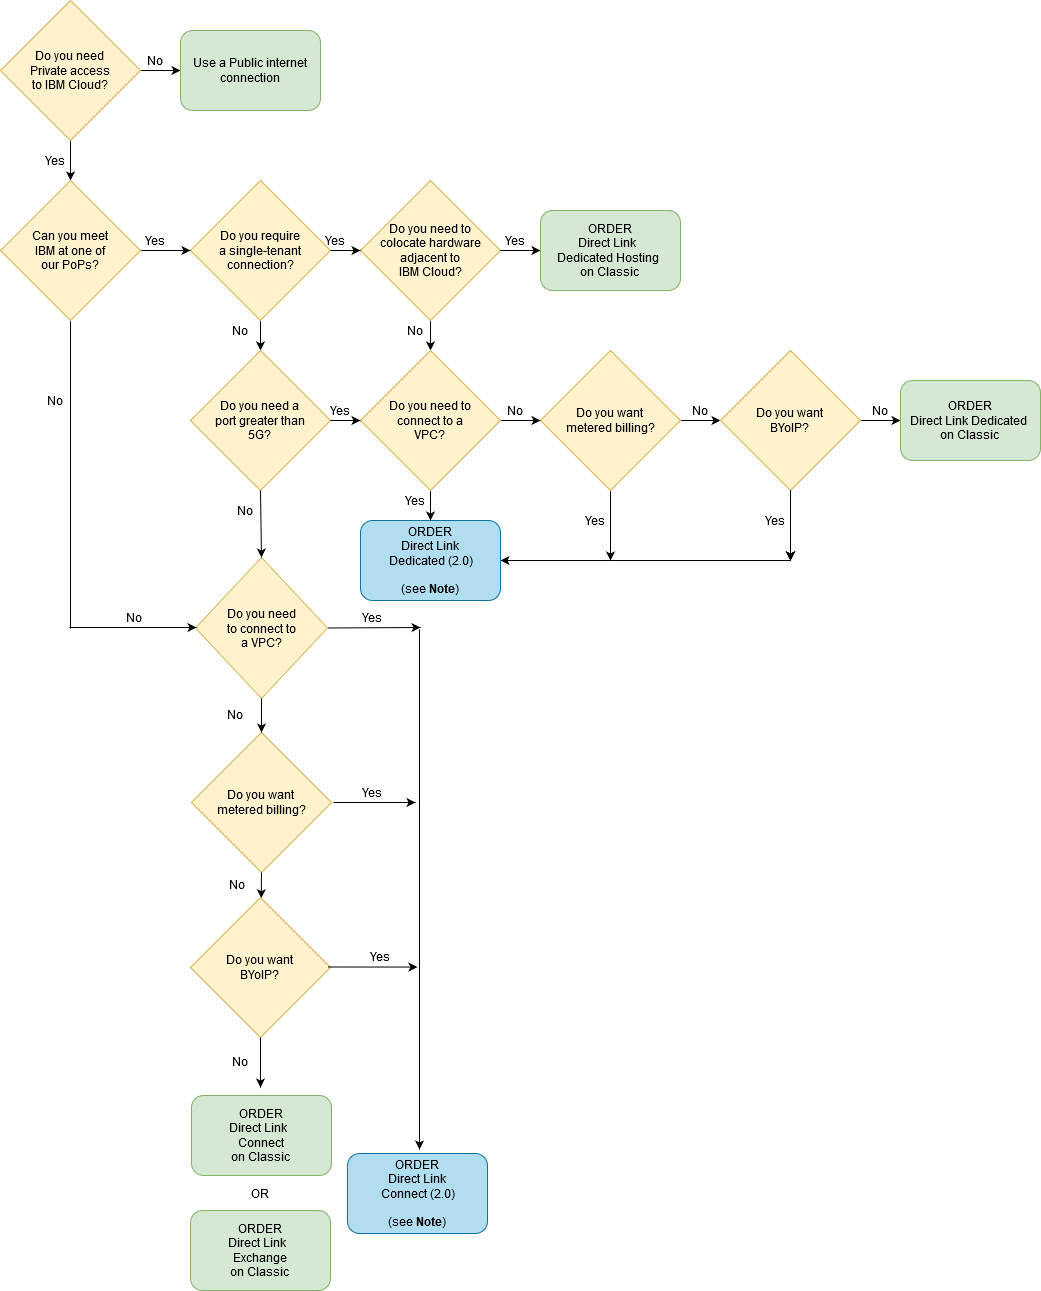 Do you need
Private access
to IBM Cloud?
No
Use a Public internet
connection
Yes
Can you meet
IBM at one of
our PoPs?
Yes
Do you require
a single-tenant
connection?
Yes
Do you need to
colocate hardware
adjacent to
IBM Cloud?
Yes
ORDER
Direct Link
Dedicated Hosting
on Classic
No
No
No
Do you need a
port greater than
5G?
Yes
Do you need to
connect to a
VPC?
No
Do you want
metered billing?
No
Do you want
BYoIP?
No
ORDER
Direct Link Dedicated
on Classic
No
Yes
Yes
Yes
ORDER
Direct Link
Dedicated (2.0)
(see Note)
No
Do you need
to connect to
a VPC?
Yes
No
Do you want
metered billing?
Yes
No
Do you want
BYoIP?
Yes
No
ORDER
Direct Link
Connect
on Classic
OR
ORDER
Direct Link
Exchange
on Classic
ORDER
Direct Link
Connect (2.0)
(see Note)